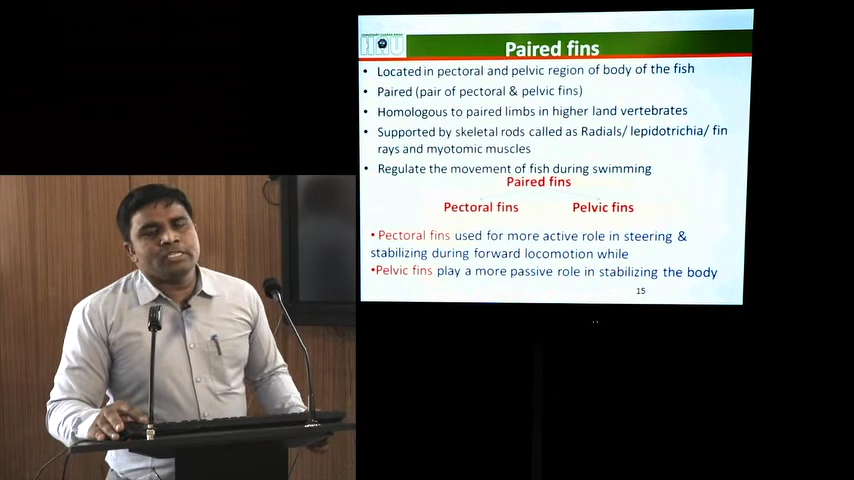 HAU
Paired fins
• Located in pectoral and pelvic region of body of the fish
• Paired (pair of pectoral & pelvic fins)
• Homologous to paired limbs in higher land vertebrates
• Supported by skeletal rods called as Radials/ lepidotrichia/ fin
rays and myotomic muscles
• Regulate the movement of fish during swimming
Paired fins
Pectoral fins Pelvic fins
• Pectoral fins used for more active role in steering &
stabilizing during forward locomotion while
•Pelvic fins play a more passive role in stabilizing the body
15